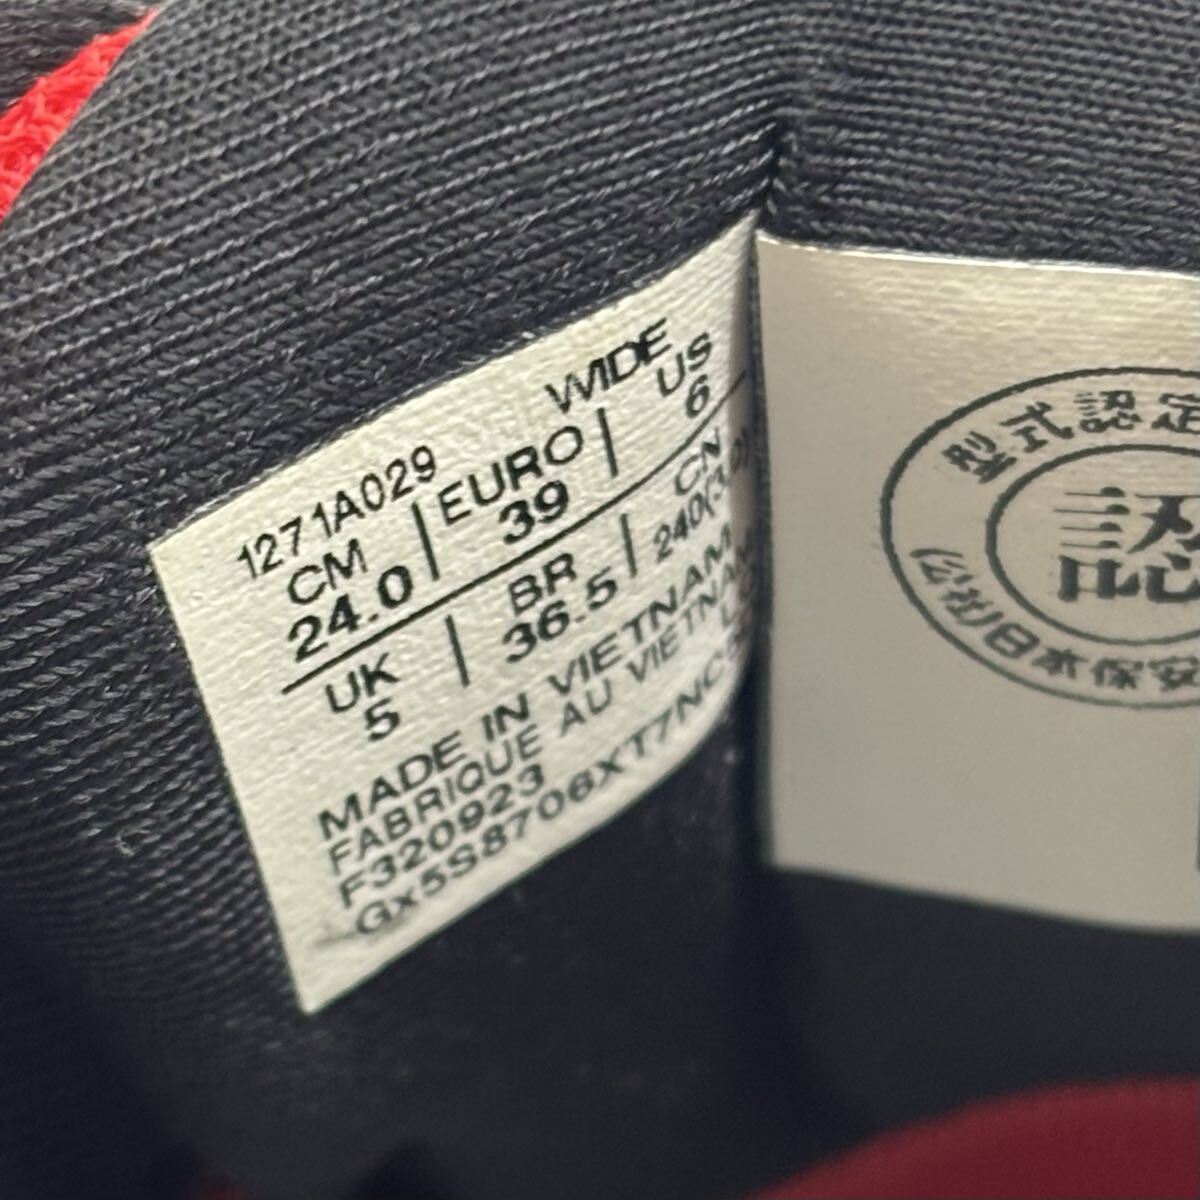 1271A029 WIDE
CM EURO US
24.0 39 6
UK BR CN
5 36.5
MADE IN VIETNAM
FABRIQUE AU VIETNAM
F320923
型式認定
認
日本保安